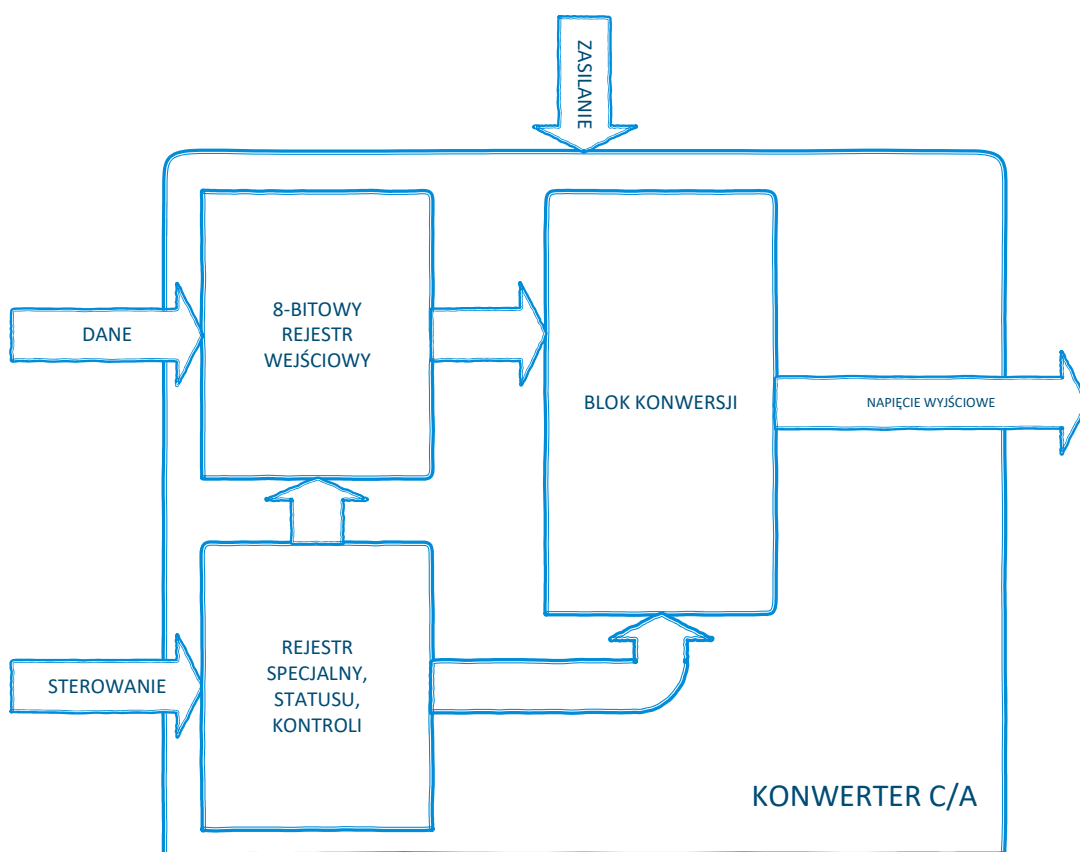 ZASILANIE
8-BITOWY
REJESTR
WEJŚCIOWY
DANE
BLOK KONWERSJI
NAPIĘCIE WYJŚCIOWE
REJESTR
SPECJALNY,
STATUSU,
KONTROLI
STEROWANIE
KONWERTER C/A